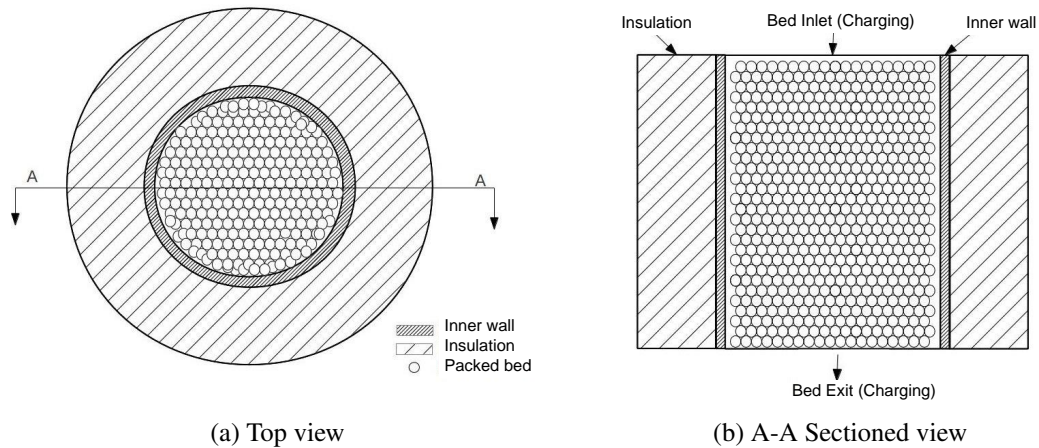 A
A
Inner wall
Insulation
Packed bed
(a) Top view
Insulation
Bed Inlet (Charging)
Inner wall
Bed Exit (Charging)
(b) A-A Sectioned view